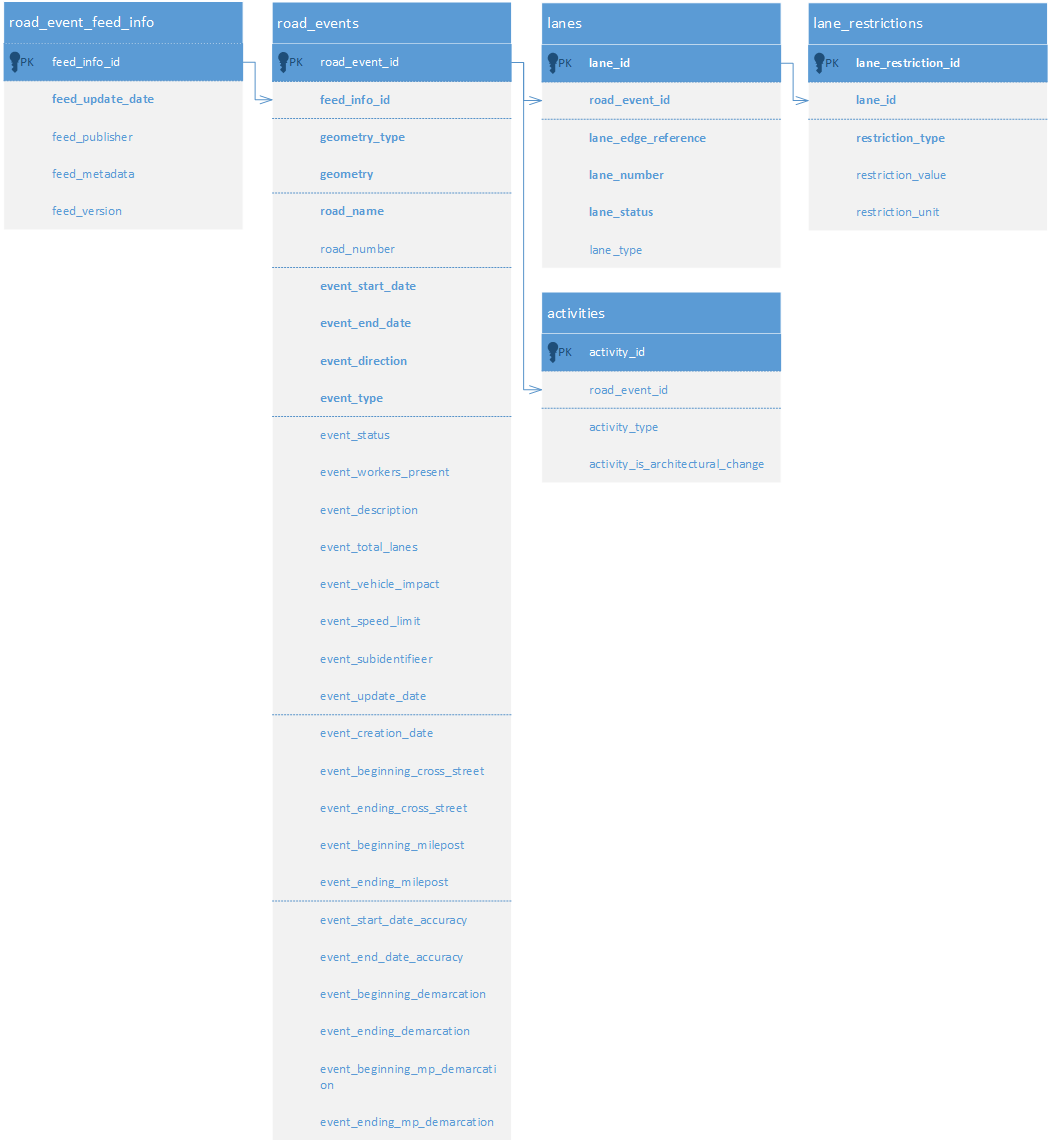 road_event_feed_info
PK feed_info_id
feed_update_date
feed_publisher
feed_metadata
feed_version
road_events
PK road_event_id
feed_info_id
geometry_type
geometry
road_name
road_number
event_start_date
event_end_date
event_direction
event_type
event_status
event_workers_present
event_description
event_total_lanes
event_vehicle_impact
event_speed_limit
event_subidentifieer
event_update_date
event_creation_date
event_beginning_cross_street
event_ending_cross_street
event_beginning_milepost
event_ending_milepost
event_start_date_accuracy
event_end_date_accuracy
event_beginning_demarcation
event_ending_demarcation
event_beginning_mp_demarcati
on
event_ending_mp_demarcation
lanes
PK lane_id
road_event_id
lane_edge_reference
lane_number
lane_status
lane_type
activities
PK activity_id
road_event_id
activity_type
activity_is_architectural_change
lane_restrictions
PK lane_restriction_id
lane_id
restriction_type
restriction_value
restriction_unit